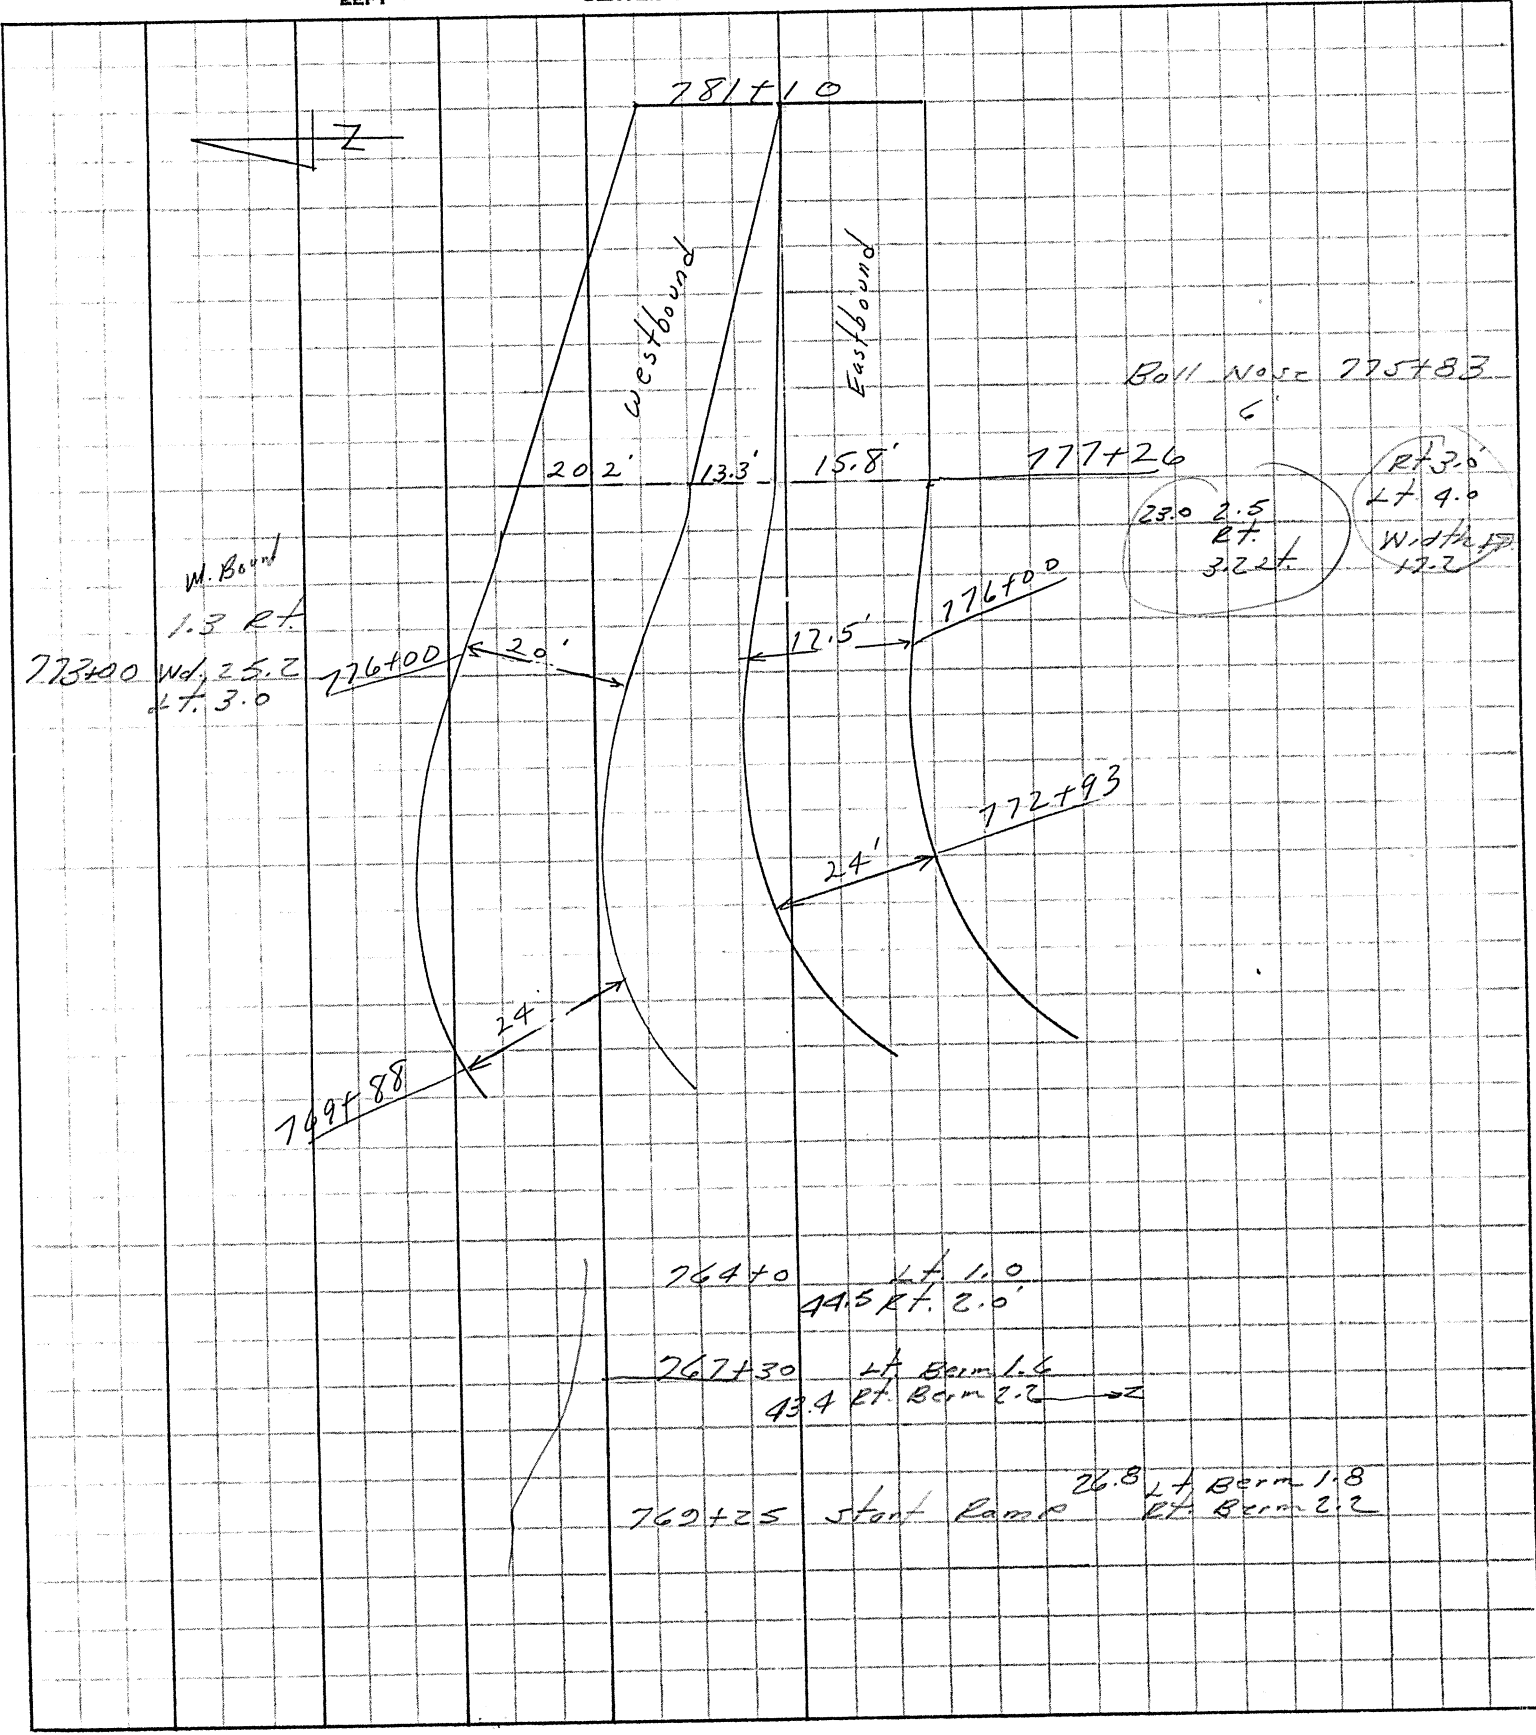 781+10
N
Westbound
Eastbound
775+83
6'
20.2'
13.3'
15.8'
777+26
Rt 3.0
Lt 4.0
Width
17.2
23.0 2.5
Rt.
3.2 Lt.
W. Bound
1.3 Rt.
773+00 Wd. 25.2
Lt. 3.0
776+00
20'
17.5'
776+00
24'
772+93
24'
769+88
764+0 Lt. 1.0
44.5 Rt. 2.0'
767+30 Lt. Berm 1.6
43.4 Rt. Berm 2.2
26.8 Lt. Berm 1.8
769+25 Start Ramp Rt. Berm 2.2